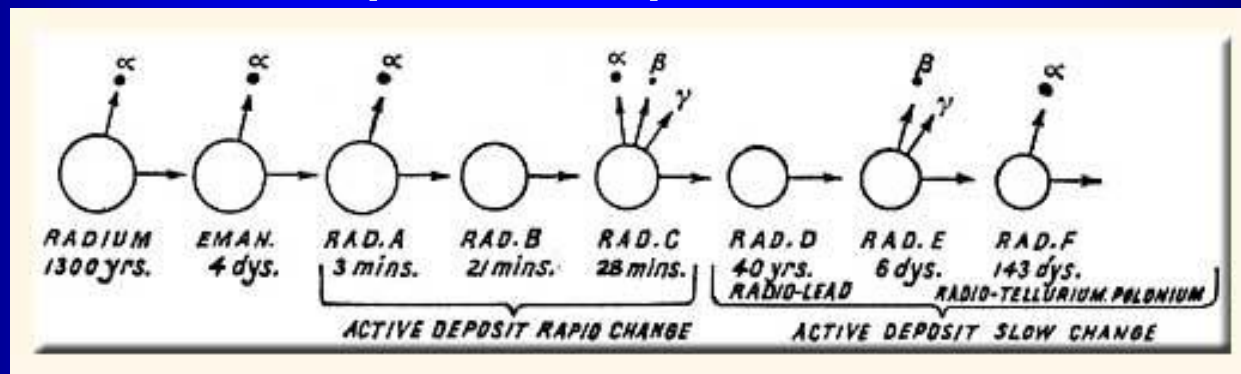 α α α α β γ β γ α
RADIUM EMAN. RAD.A RAD.B RAD.C RAD.D RAD.E RAD.F
1300 yrs. 4 dys. 3 mins. 21 mins. 28 mins. 40 yrs. 6 dys. 143 dys.
RADIO-LEAD RADIO-TELLURIUM. POLONIUM
ACTIVE DEPOSIT RAPID CHANGE ACTIVE DEPOSIT SLOW CHANGE